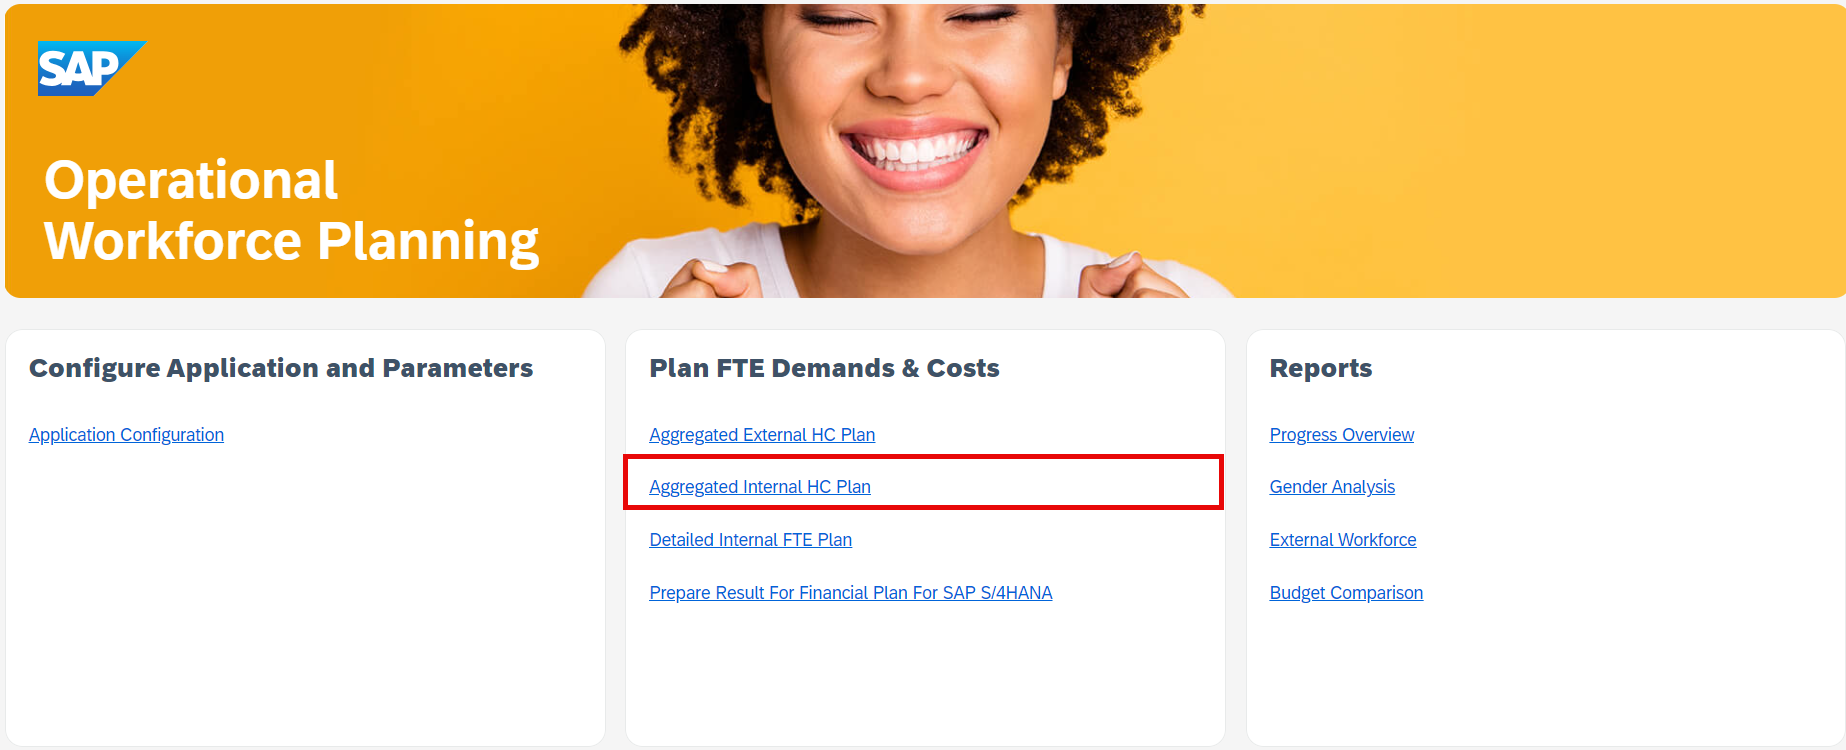 SAP
Operational
Workforce Planning
Configure Application and Parameters
Application Configuration
Plan FTE Demands & Costs
Aggregated External HC Plan
Aggregated Internal HC Plan
Detailed Internal FTE Plan
Prepare Result For Financial Plan For SAP S/4HANA
Reports
Progress Overview
Gender Analysis
External Workforce
Budget Comparison